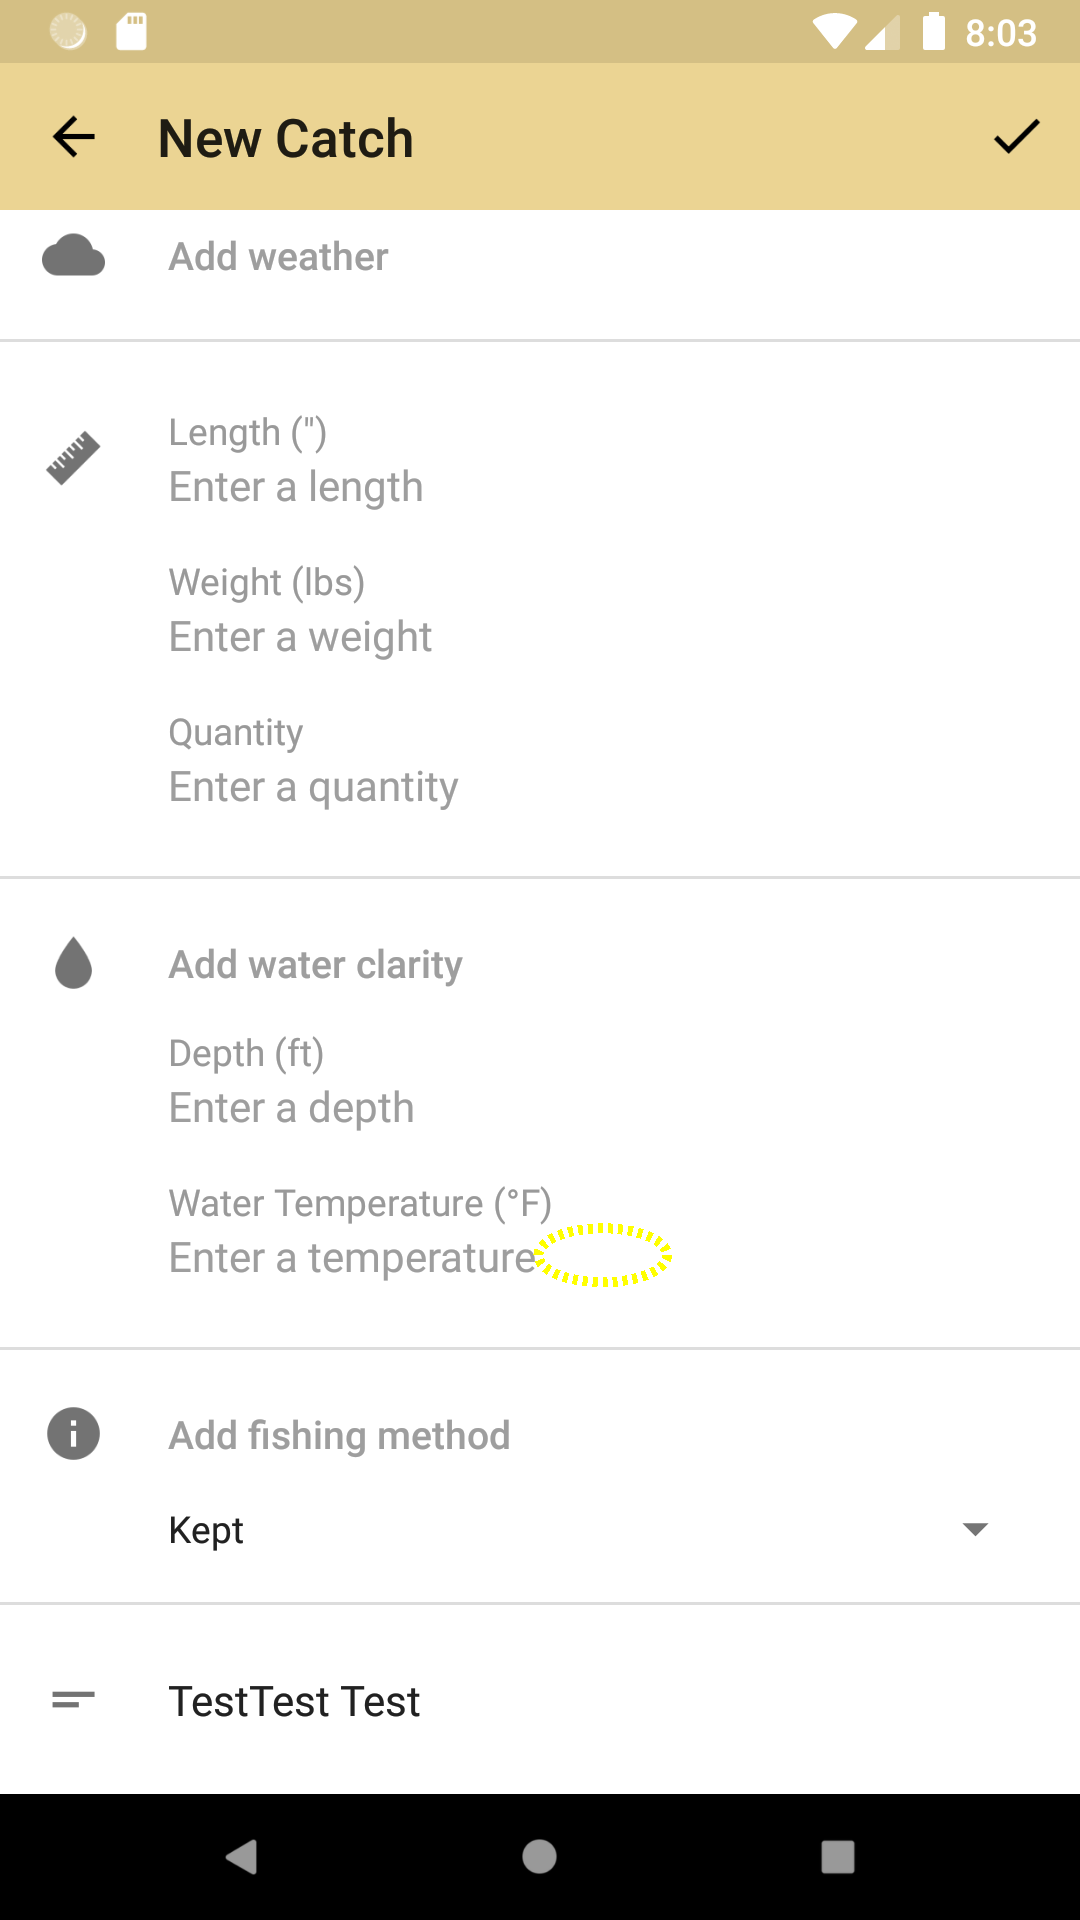 8:03
New Catch
Add weather
Length (")
Enter a length
Weight (lbs)
Enter a weight
Quantity
Enter a quantity
Add water clarity
Depth (ft)
Enter a depth
Water Temperature (°F)
Enter a temperature
Add fishing method
Kept
TestTest Test